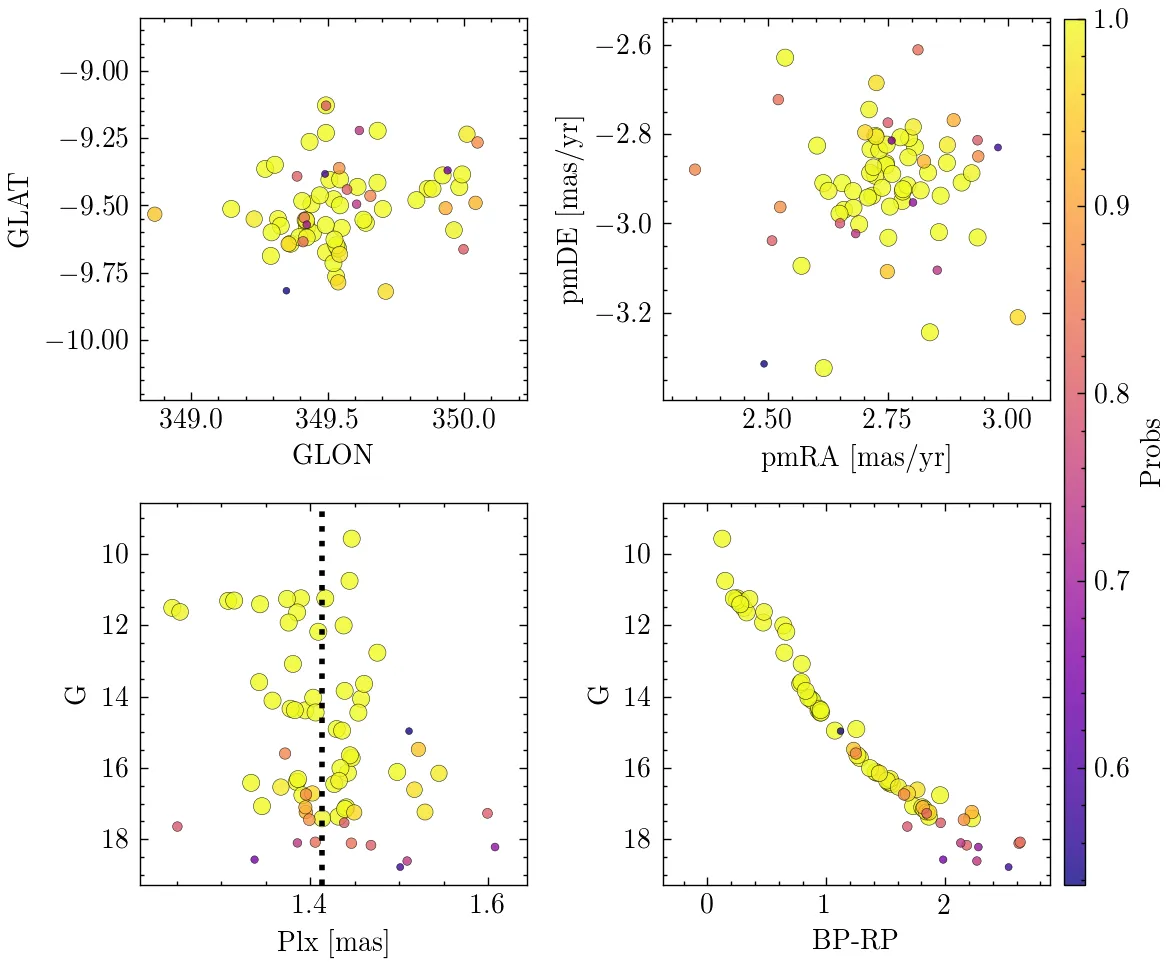 −9.00
−9.25
−9.50
−9.75
−10.00
GLAT
349.0 349.5 350.0
GLON
−2.6
−2.8
−3.0
−3.2
pmDE [mas/yr]
2.50 2.75 3.00
pmRA [mas/yr]
10
12
14
16
18
G
1.4 1.6
Plx [mas]
10
12
14
16
18
G
0 1 2
BP-RP
1.0
0.9
0.8
0.7
0.6
Probs